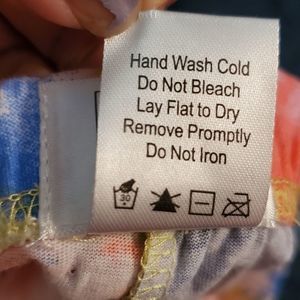 Hand Wash Cold
Do Not Bleach
Lay Flat to Dry
Remove Promptly
Do Not Iron
30